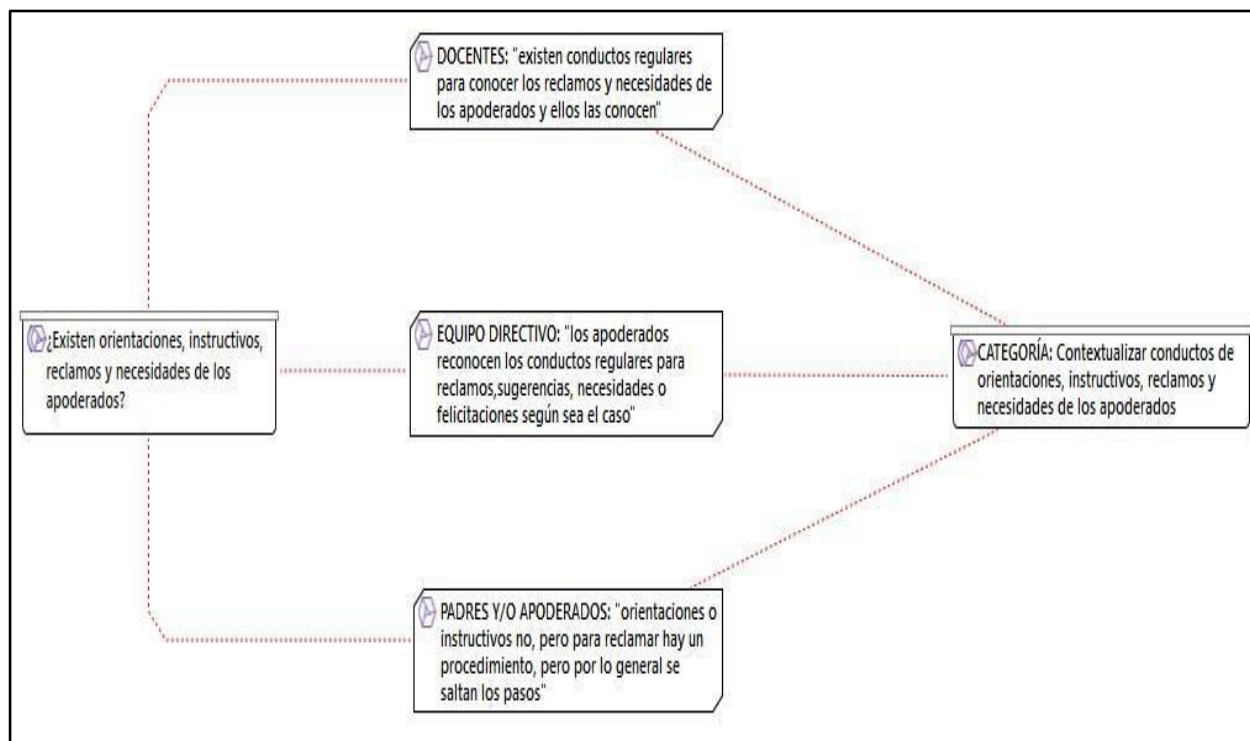 DOCENTES: "existen conductos regulares
para conocer los reclamos y necesidades de
los apoderados y ellos las conocen"
¿Existen orientaciones, instructivos,
reclamos y necesidades de los
apoderados?
EQUIPO DIRECTIVO: "los apoderados
reconocen los conductos regulares para
reclamos,sugerencias, necesidades o
felicitaciones según sea el caso"
CATEGORÍA: Contextualizar conductos de
orientaciones, instructivos, reclamos y
necesidades de los apoderados
PADRES Y/O APODERADOS: "orientaciones o
instructivos no, pero para reclamar hay un
procedimiento, pero por lo general se
saltan los pasos"